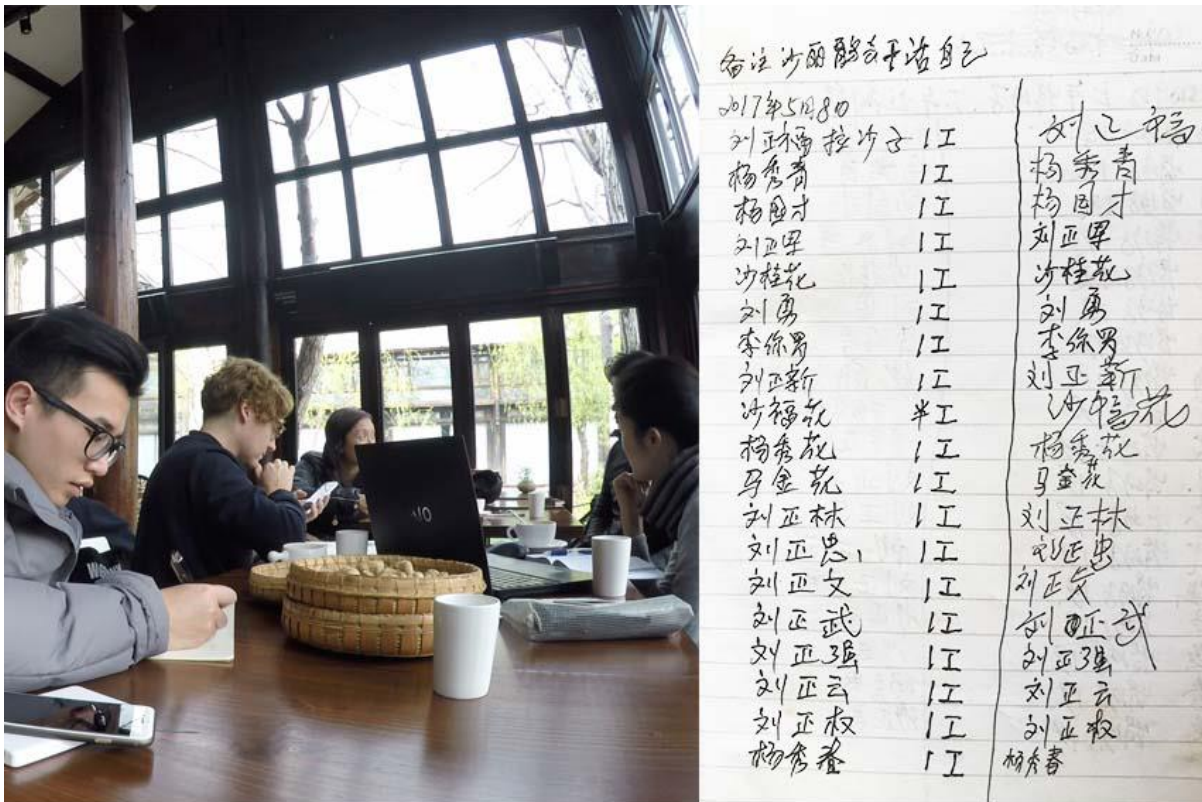 备注沙丽醅会干活自己
2017年5月8日
刘正福 拉沙子 1工 刘正福
杨秀青 1工 杨秀青
杨国才 1工 杨国才
刘正军 1工 刘正军
沙桂花 1工 沙桂花
刘勇 1工 刘勇
李你男 1工 李你男
刘正新 1工 刘正新
沙福花 半工 沙福花
杨秀花 1工 杨秀花
马金花 1工 马金花
刘正林 1工 刘正林
刘正忠 1工 刘正忠
刘正文 1工 刘正文
刘正武 1工 刘正武
刘正强 1工 刘正强
刘正云 1工 刘正云
刘正权 1工 刘正权
杨秀春 1工 杨秀春